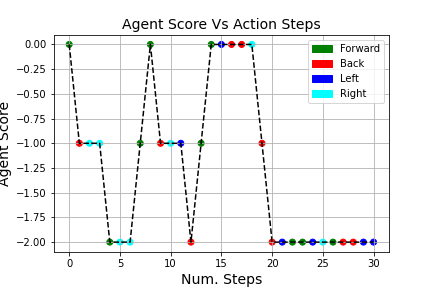 Agent Score Vs Action Steps
Agent Score
0.00
-0.25
-0.50
-0.75
-1.00
-1.25
-1.50
-1.75
-2.00
Forward
Back
Left
Right
0 5 10 15 20 25 30
Num. Steps